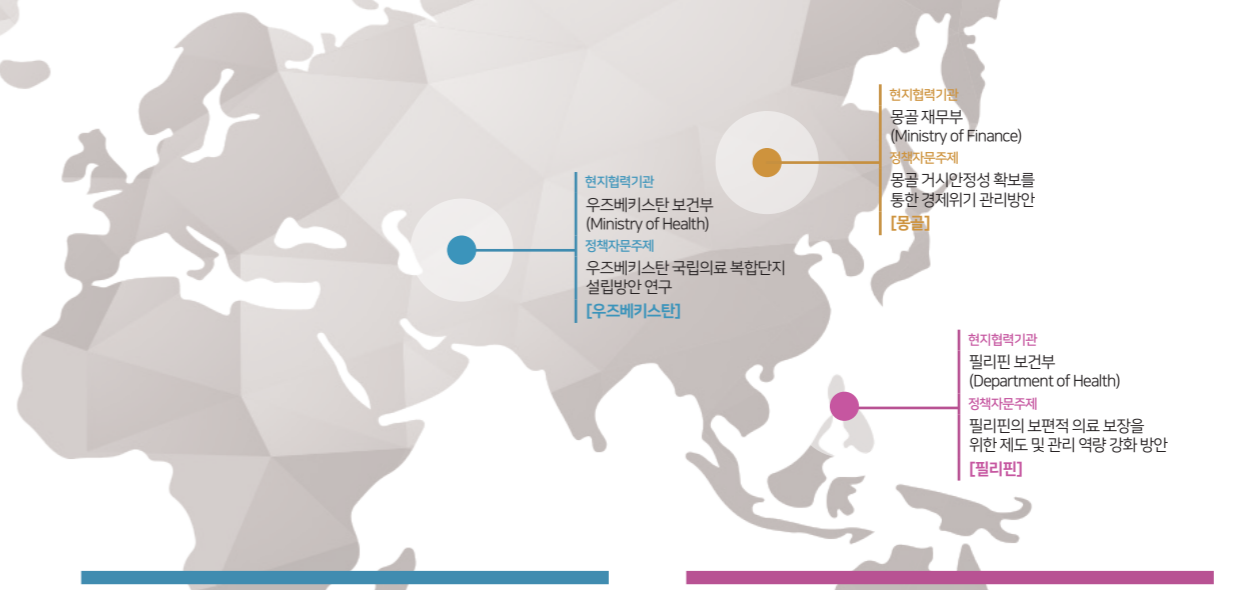 현지협력기관
몽골 재무부
(Ministry of Finance)
정책자문주제
몽골 거시안정성 확보를
통한 경제위기 관리방안
[몽골]
현지협력기관
우즈베키스탄 보건부
(Ministry of Health)
정책자문주제
우즈베키스탄 국립의료 복합단지
설립방안 연구
[우즈베키스탄]
현지협력기관
필리핀 보건부
(Department of Health)
정책자문주제
필리핀의 보편적 의료 보장을
위한 제도 및 관리 역량 강화 방안
[필리핀]